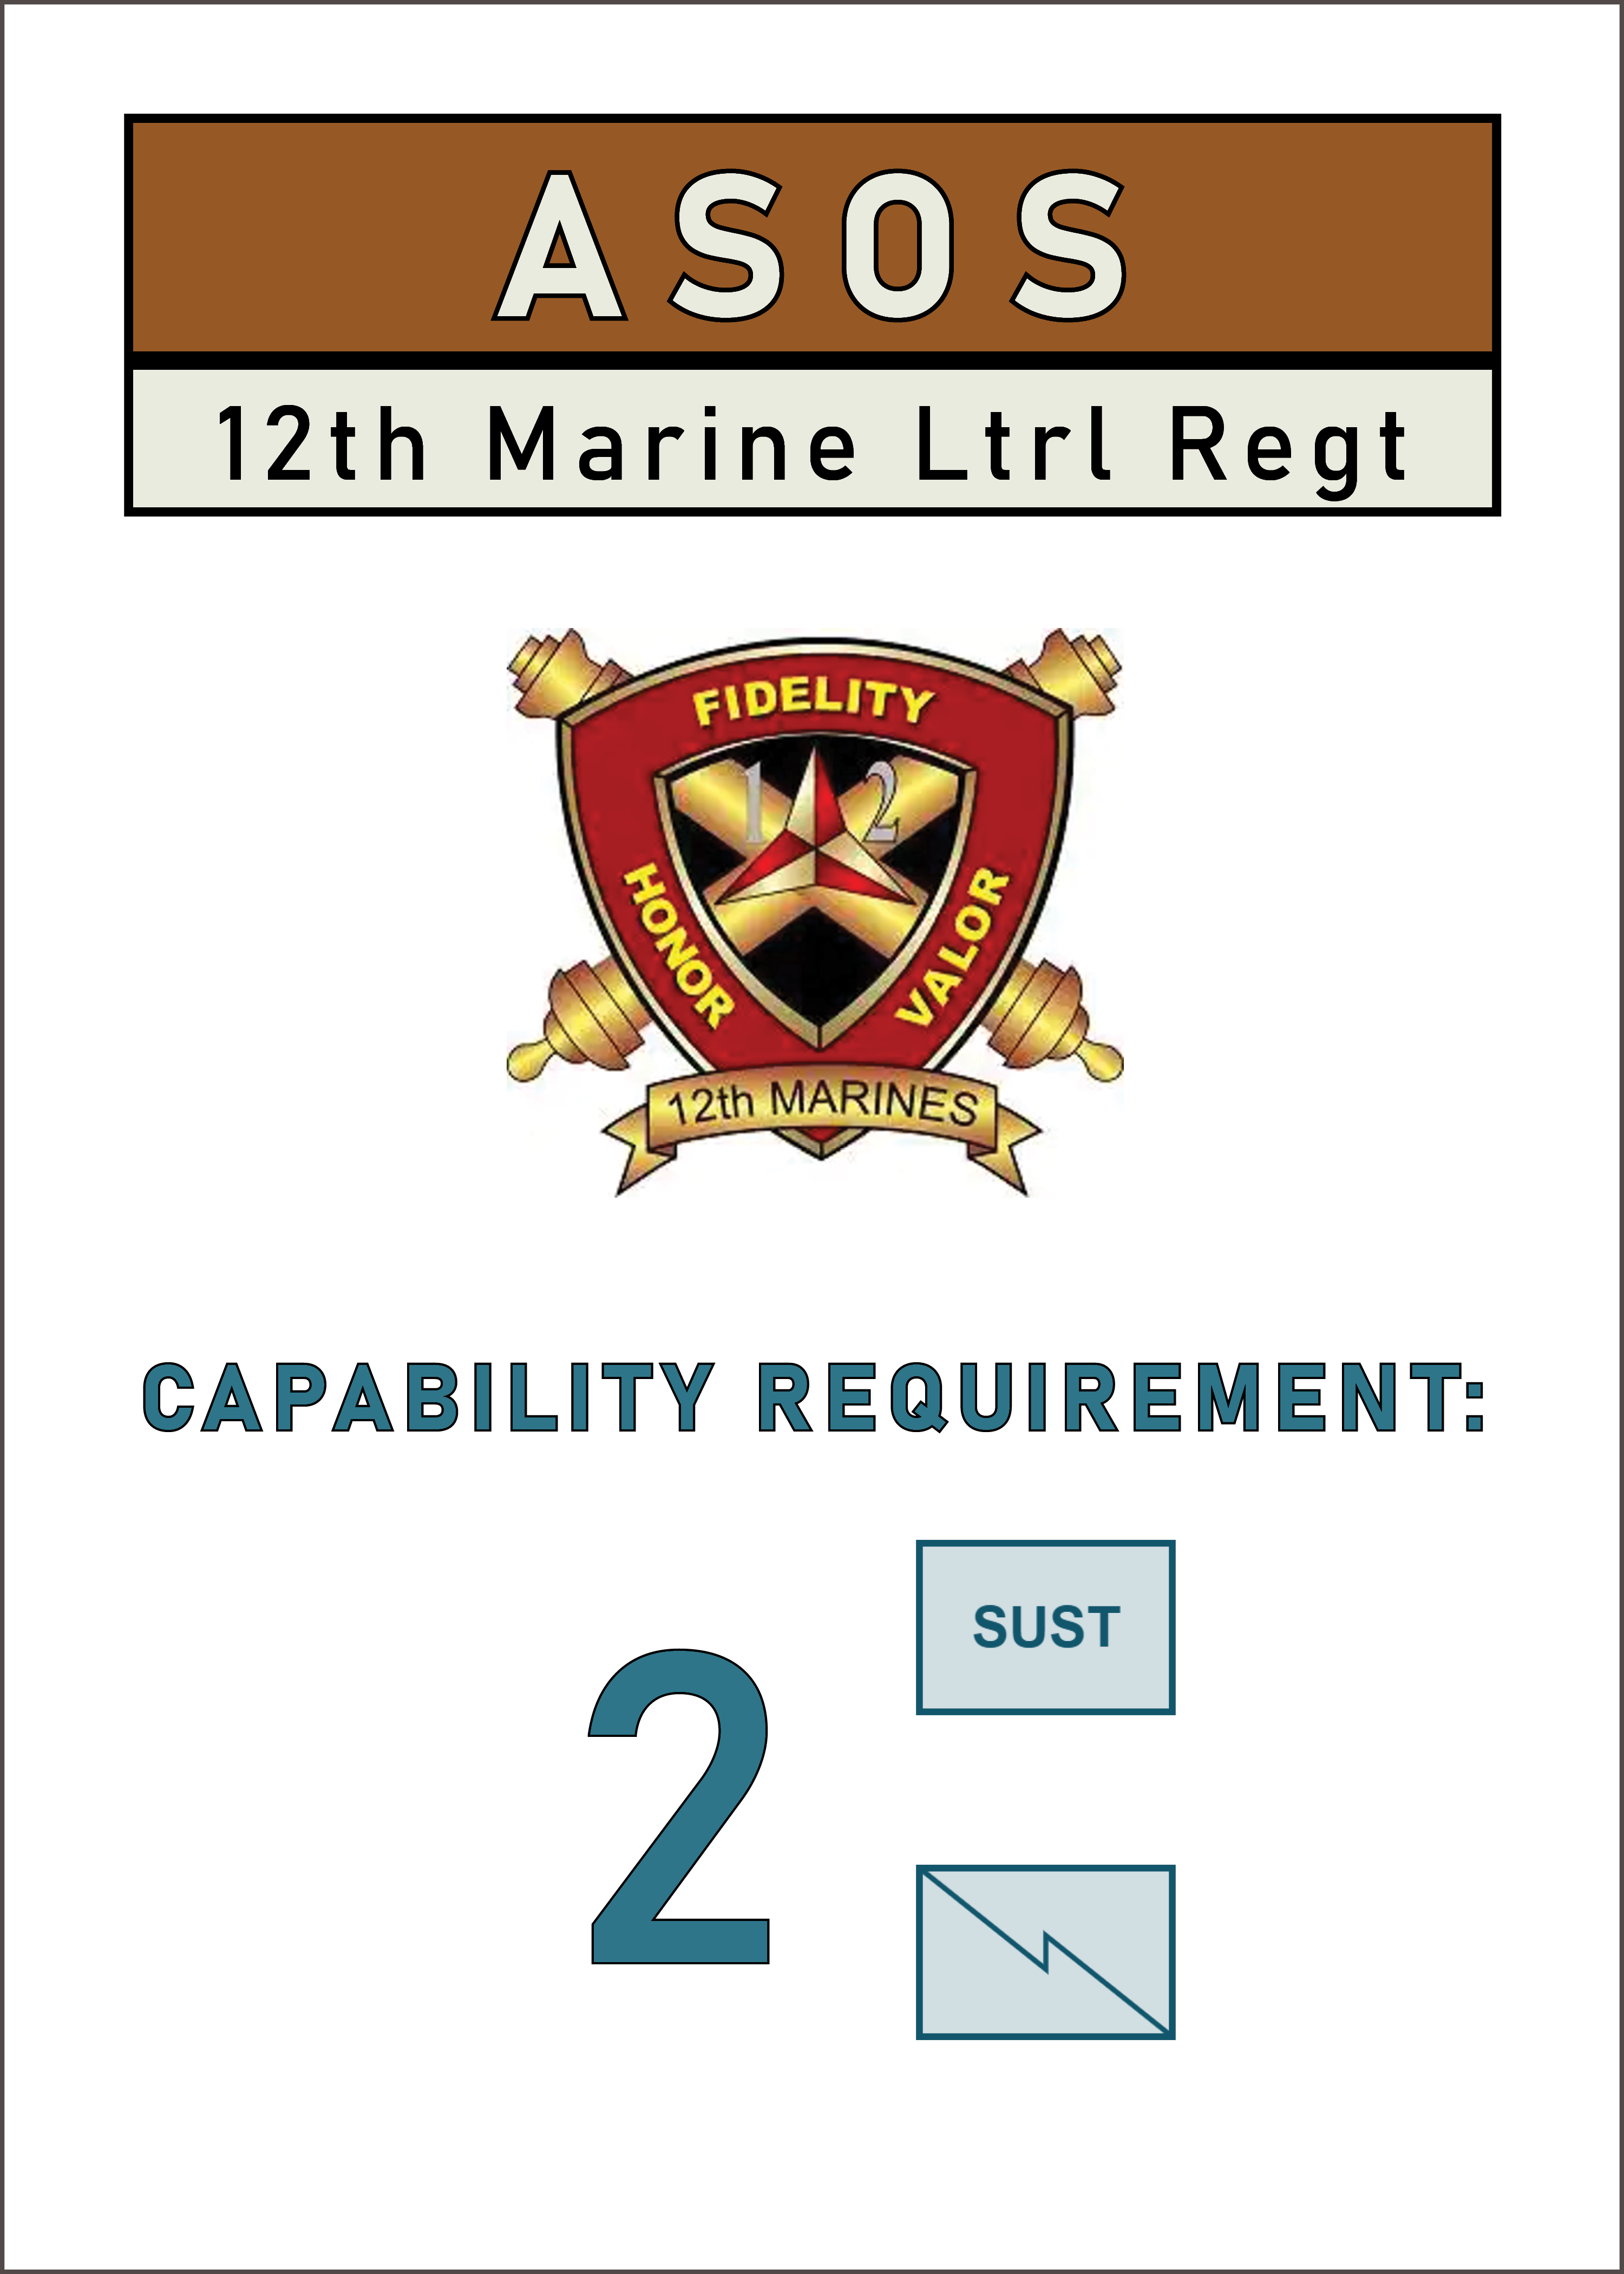 ASOS
12th Marine Ltrl Regt
FIDELITY
1 2
HONOR
VALOR
12th MARINES
CAPABILITY REQUIREMENT:
2
SUST